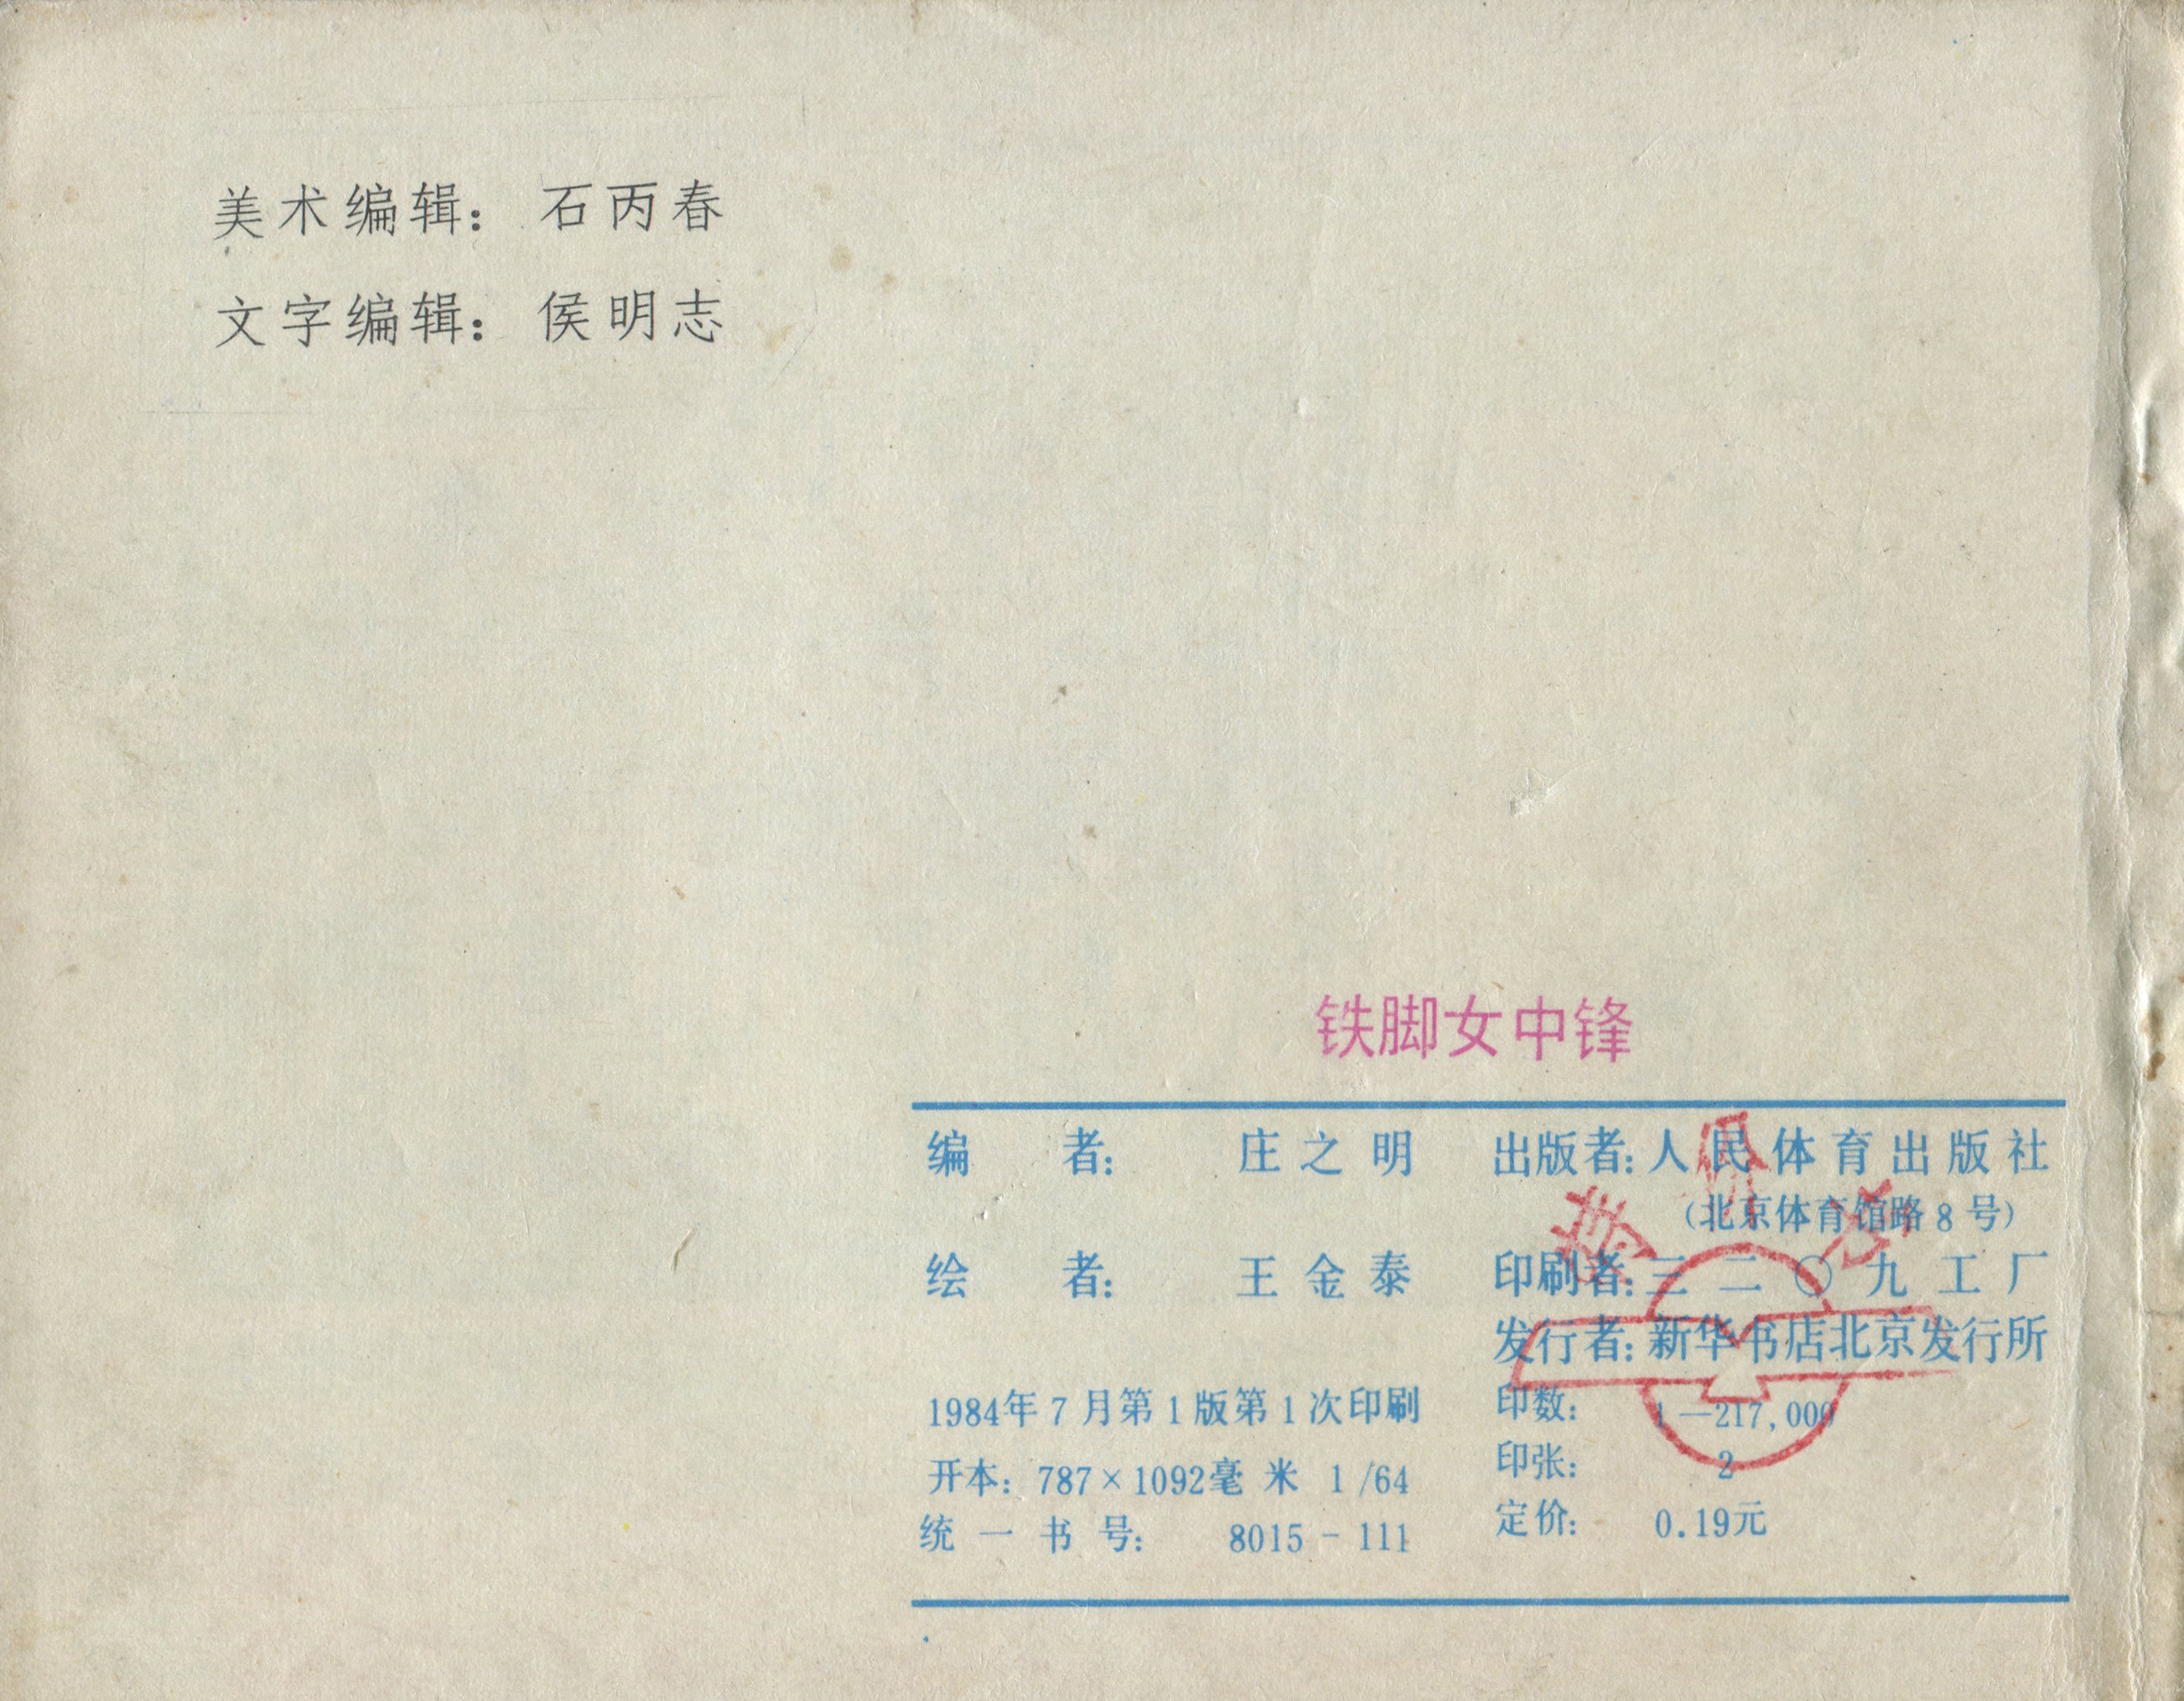 美术编辑：石丙春
文字编辑：侯明志
铁脚女中锋
编者：庄之明
出版者：人民体育出版社
（北京体育馆路8号）
绘者：王金泰
印刷者：三二〇九工厂
发行者：新华书店北京发行所
1984年7月第1版第1次印刷
印数：1—217,000
开本：787×1092毫米 1/64
印张：2
统一书号：8015-111
定价：0.19元